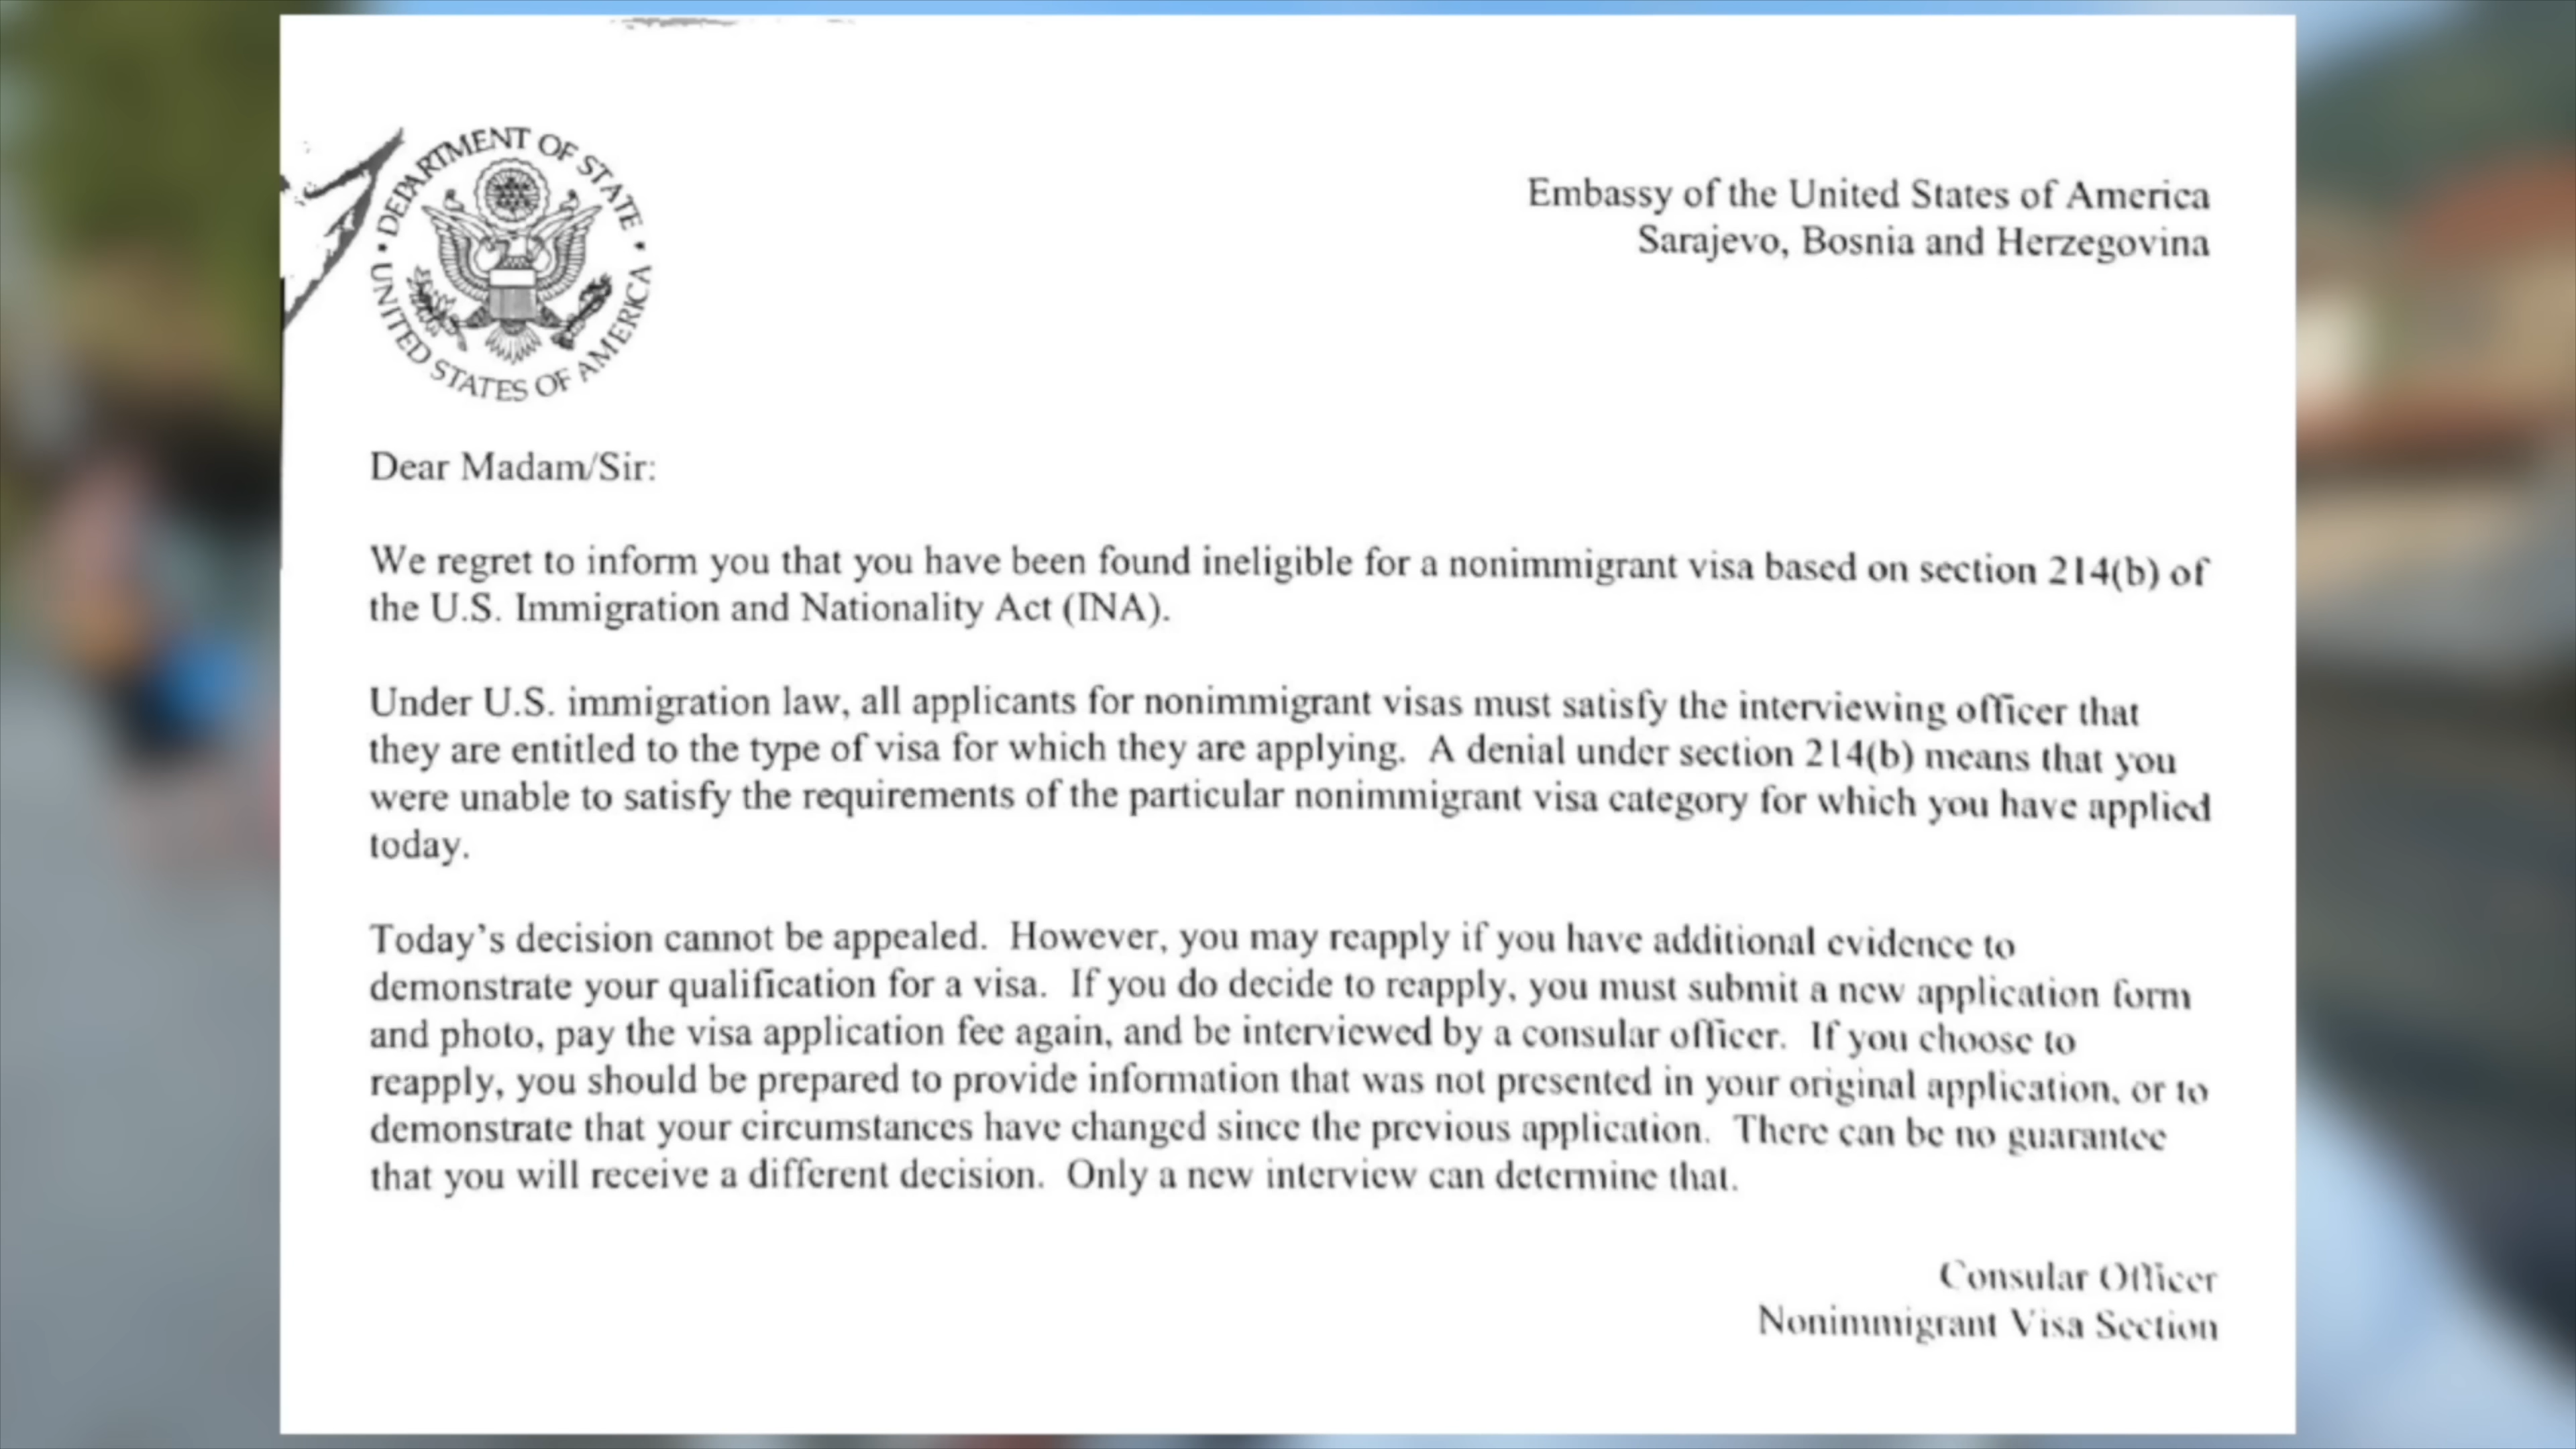 DEPARTMENT OF STATE
UNITED STATES OF AMERICA
Embassy of the United States of America
Sarajevo, Bosnia and Herzegovina
Dear Madam/Sir:
We regret to inform you that you have been found ineligible for a nonimmigrant visa based on section 214(b) of
the U.S. Immigration and Nationality Act (INA).
Under U.S. immigration law, all applicants for nonimmigrant visas must satisfy the interviewing officer that
they are entitled to the type of visa for which they are applying. A denial under section 214(b) means that you
were unable to satisfy the requirements of the particular nonimmigrant visa category for which you have applied
today.
Today's decision cannot be appealed. However, you may reapply if you have additional evidence to
demonstrate your qualification for a visa. If you do decide to reapply, you must submit a new application form
and photo, pay the visa application fee again, and be interviewed by a consular officer. If you choose to
reapply, you should be prepared to provide information that was not presented in your original application, or to
demonstrate that your circumstances have changed since the previous application. There can be no guarantee
that you will receive a different decision. Only a new interview can determine that.
Consular Officer
Nonimmigrant Visa Section